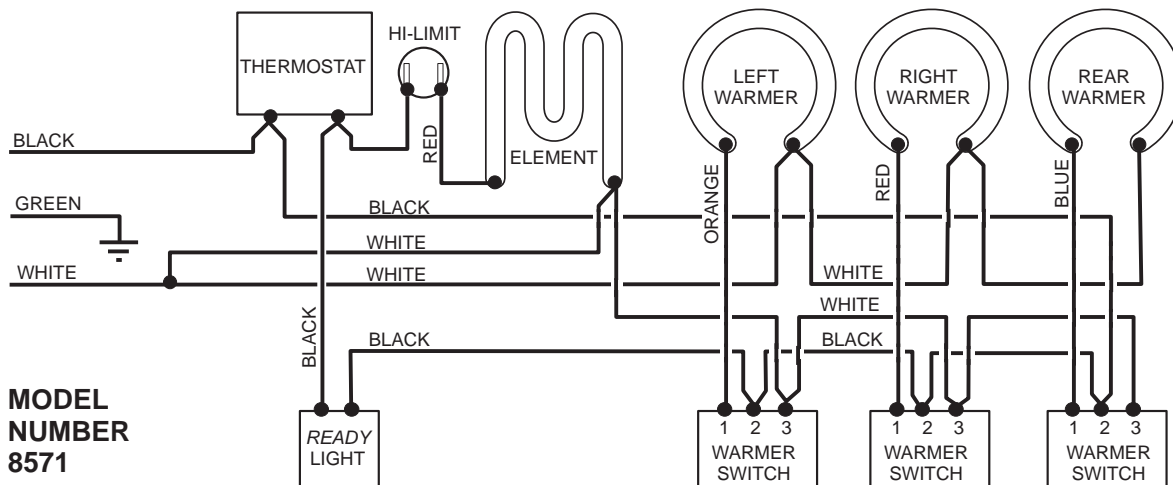 HI-LIMIT
THERMOSTAT
LEFT
WARMER
RIGHT
WARMER
REAR
WARMER
BLACK
RED
ELEMENT
ORANGE
RED
BLUE
GREEN
BLACK
WHITE
WHITE
WHITE
WHITE
WHITE
BLACK
BLACK
BLACK
MODEL
NUMBER
8571
READY
LIGHT
1 2 3
WARMER
SWITCH
1 2 3
WARMER
SWITCH
1 2 3
WARMER
SWITCH